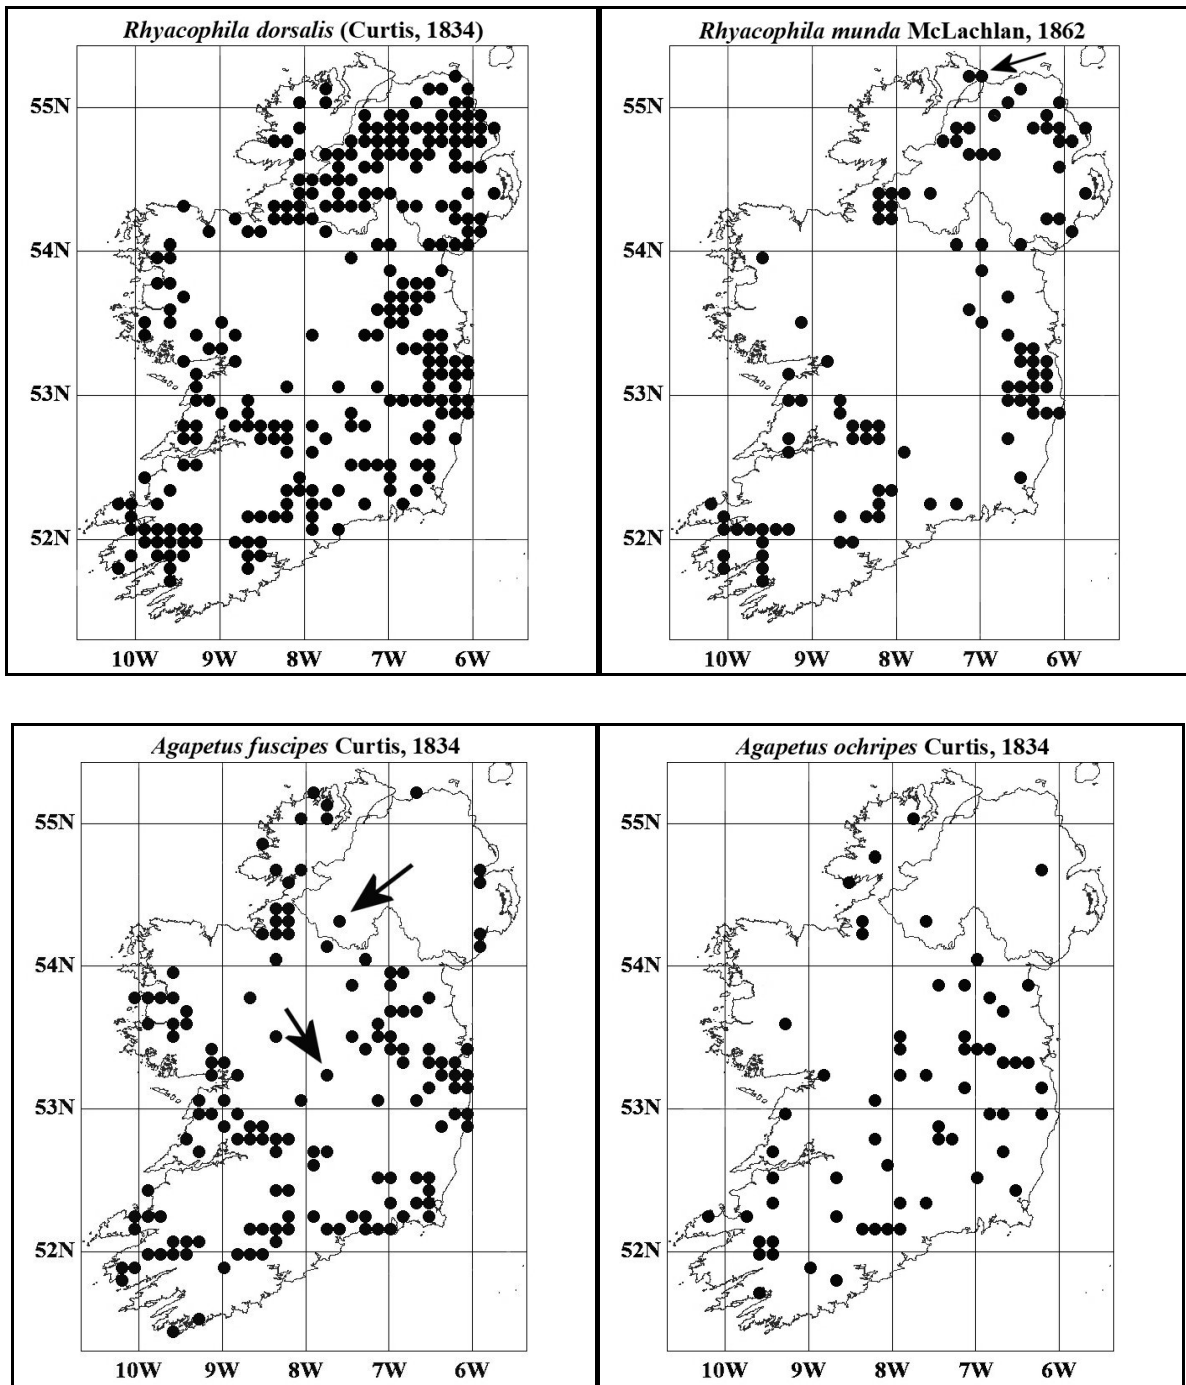 Rhyacophila dorsalis (Curtis, 1834)
55N
54N
53N
52N
10W 9W 8W 7W 6W
Rhyacophila munda McLachlan, 1862
55N
54N
53N
52N
10W 9W 8W 7W 6W
Agapetus fuscipes Curtis, 1834
55N
54N
53N
52N
10W 9W 8W 7W 6W
Agapetus ochripes Curtis, 1834
55N
54N
53N
52N
10W 9W 8W 7W 6W